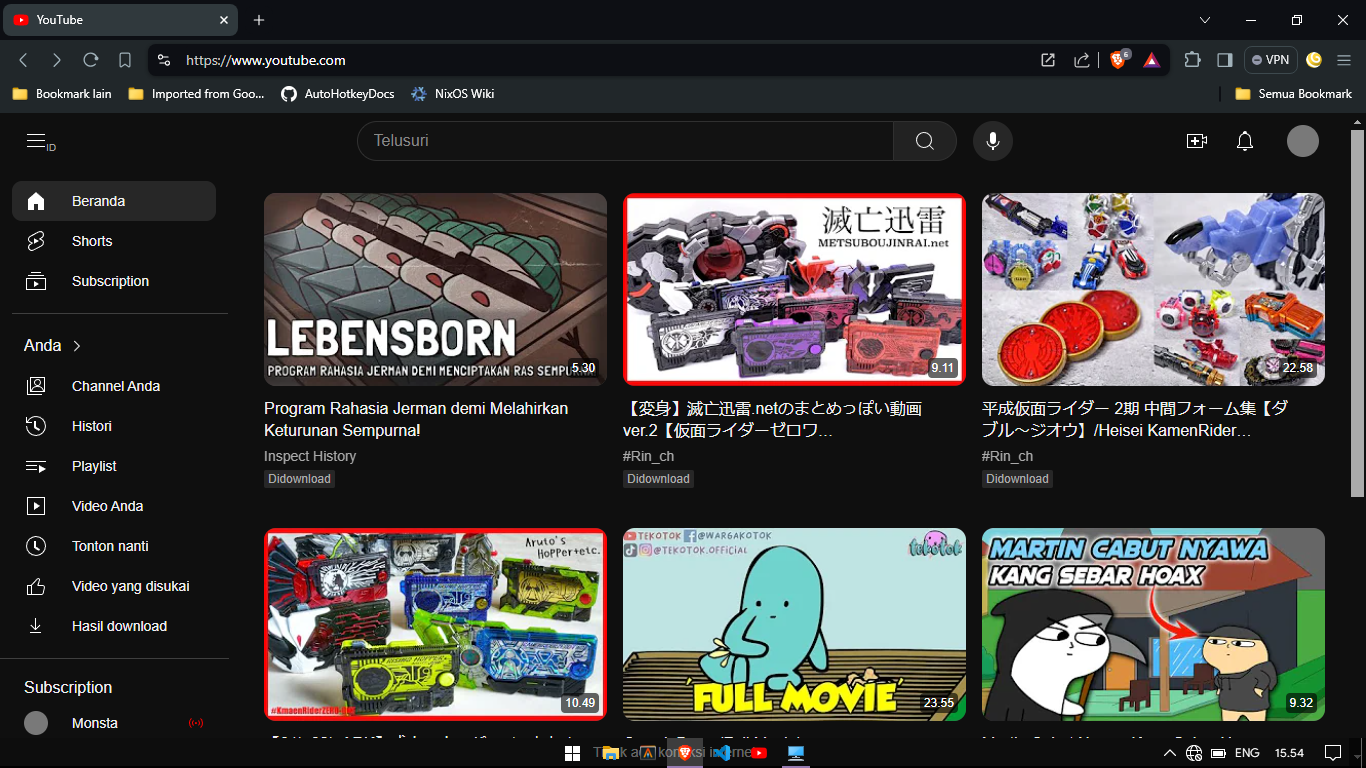 YouTube
https://www.youtube.com
6
VPN
Bookmark lain
Imported from Goo...
AutoHotkeyDocs
NixOS Wiki
Semua Bookmark
ID
Telusuri
Beranda
Shorts
Subscription
Anda
Channel Anda
Histori
Playlist
Video Anda
Tonton nanti
Video yang disukai
Hasil download
Subscription
Monsta
LEBENSBORN
PROGRAM RAHASIA JERMAN DEMI MENCIPTAKAN RAS SEMPURNA
5.30
Program Rahasia Jerman demi Melahirkan
Keturunan Sempurna!
Inspect History
Didownload
滅亡迅雷
METSUBOUJINRAI.net
9.11
【変身】滅亡迅雷.netのまとめっぽい動画
ver.2【仮面ライダーゼロワ...
#Rin_ch
Didownload
22.58
平成仮面ライダー 2期 中間フォーム集【ダ
ブル～ジオウ】/Heisei KamenRider...
#Rin_ch
Didownload
Aruto's
HoPPer+etc.
10.49
TEKOTOK @WARGAKOTOK
@TEKOTOK.OFFICIAL
tekotok
'FULL MOVIE'
23.55
MARTIN CABUT NYAWA
KANG SEBAR HOAX
9.32
ENG
15.54